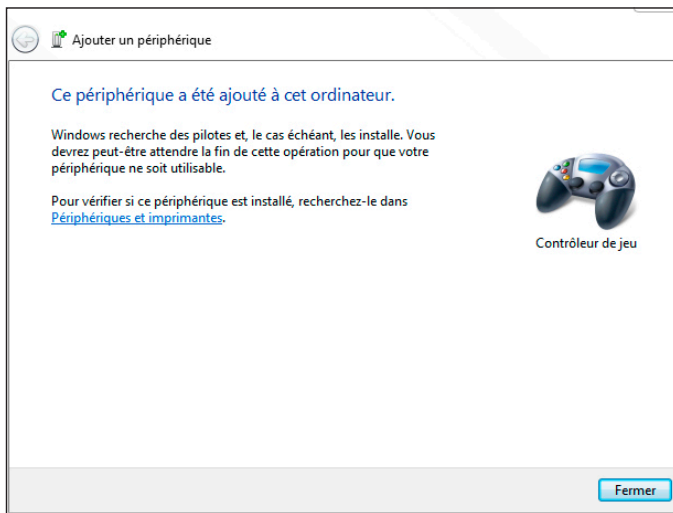 Ajouter un périphérique
Ce périphérique a été ajouté à cet ordinateur.
Windows recherche des pilotes et, le cas échéant, les installe. Vous
devrez peut-être attendre la fin de cette opération pour que votre
périphérique ne soit utilisable.
Pour vérifier si ce périphérique est installé, recherchez-le dans
Périphériques et imprimantes.
Contrôleur de jeu
Fermer